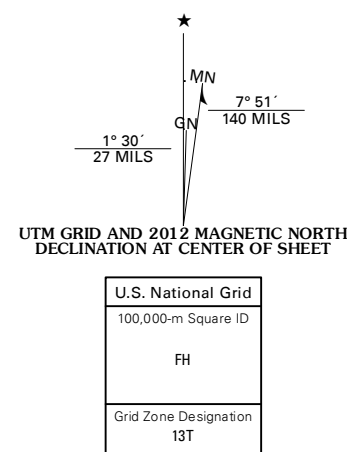 ★
MN
7° 51´
140 MILS
GN
1° 30´
27 MILS
UTM GRID AND 2012 MAGNETIC NORTH
DECLINATION AT CENTER OF SHEET
U.S. National Grid
100,000-m Square ID
FH
Grid Zone Designation
13T